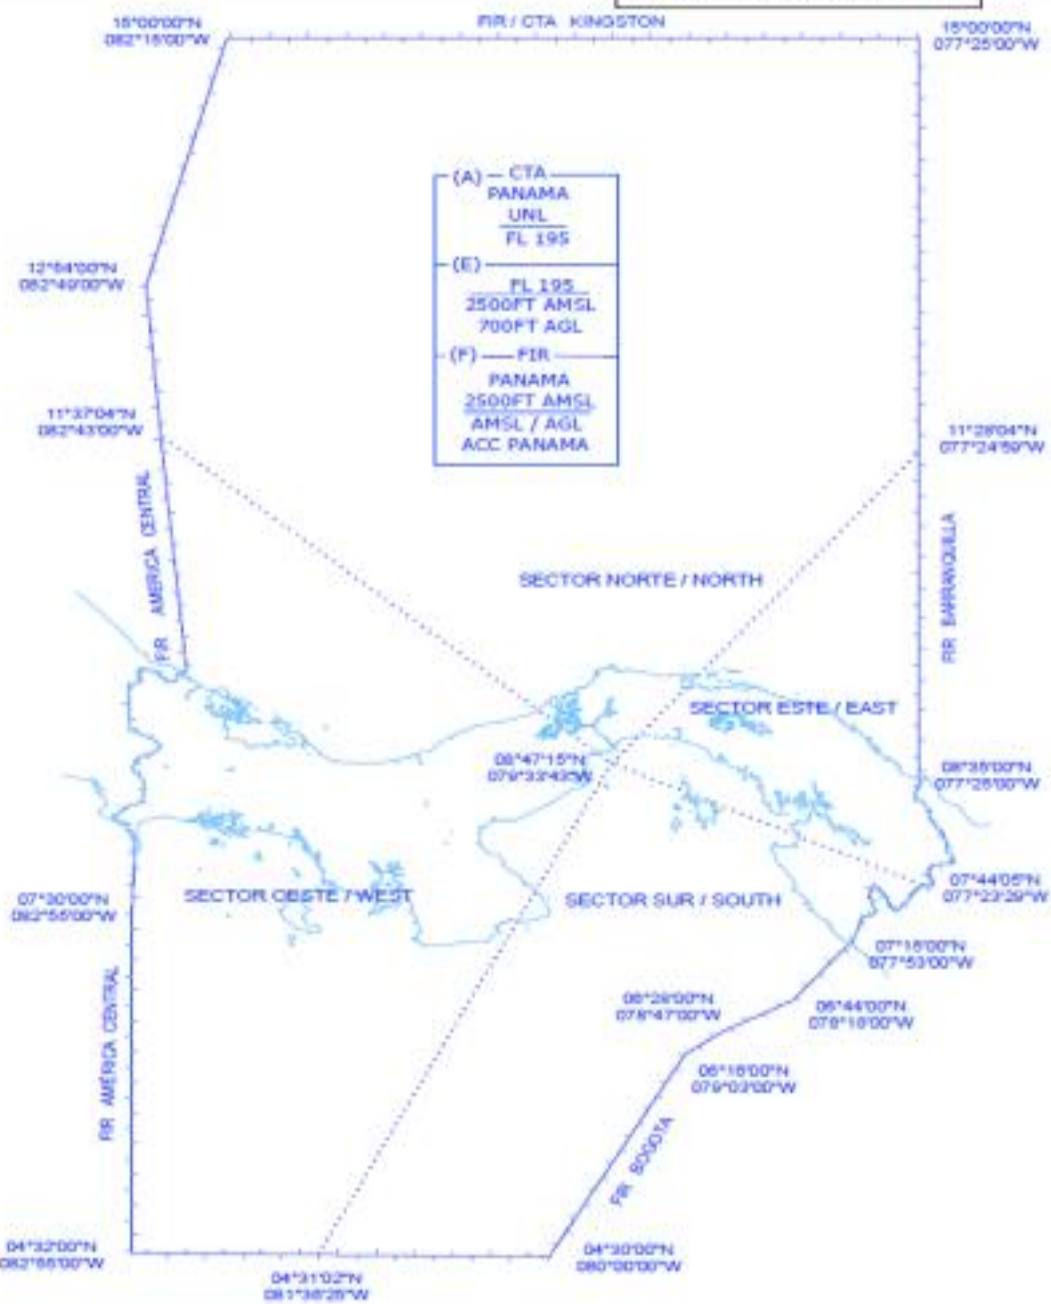 FIR / CTA KINGSTON
15°00'00"N
082°15'00"W
15°00'00"N
077°25'00"W
(A) CTA
PANAMA
UNL
FL 195
(E)
FL 195
2500FT AMSL
700FT AGL
(F) FIR
PANAMA
2500FT AMSL
AMSL / AGL
ACC PANAMA
12°54'00"N
082°49'00"W
11°37'04"N
082°43'00"W
11°28'04"N
077°24'59"W
FIR AMERICA CENTRAL
FIR BARRANQUILLA
SECTOR NORTE / NORTH
SECTOR ESTE / EAST
08°47'15"N
079°33'43"W
08°35'00"N
077°25'00"W
SECTOR OESTE / WEST
SECTOR SUR / SOUTH
07°30'00"N
082°55'00"W
07°44'05"N
077°23'29"W
07°15'00"N
077°53'00"W
06°28'00"N
078°47'00"W
06°44'00"N
078°18'00"W
06°16'00"N
079°03'00"W
FIR AMÉRICA CENTRAL
FIR BOGOTA
04°32'00"N
082°55'00"W
04°31'02"N
081°36'25"W
04°30'00"N
080°00'00"W